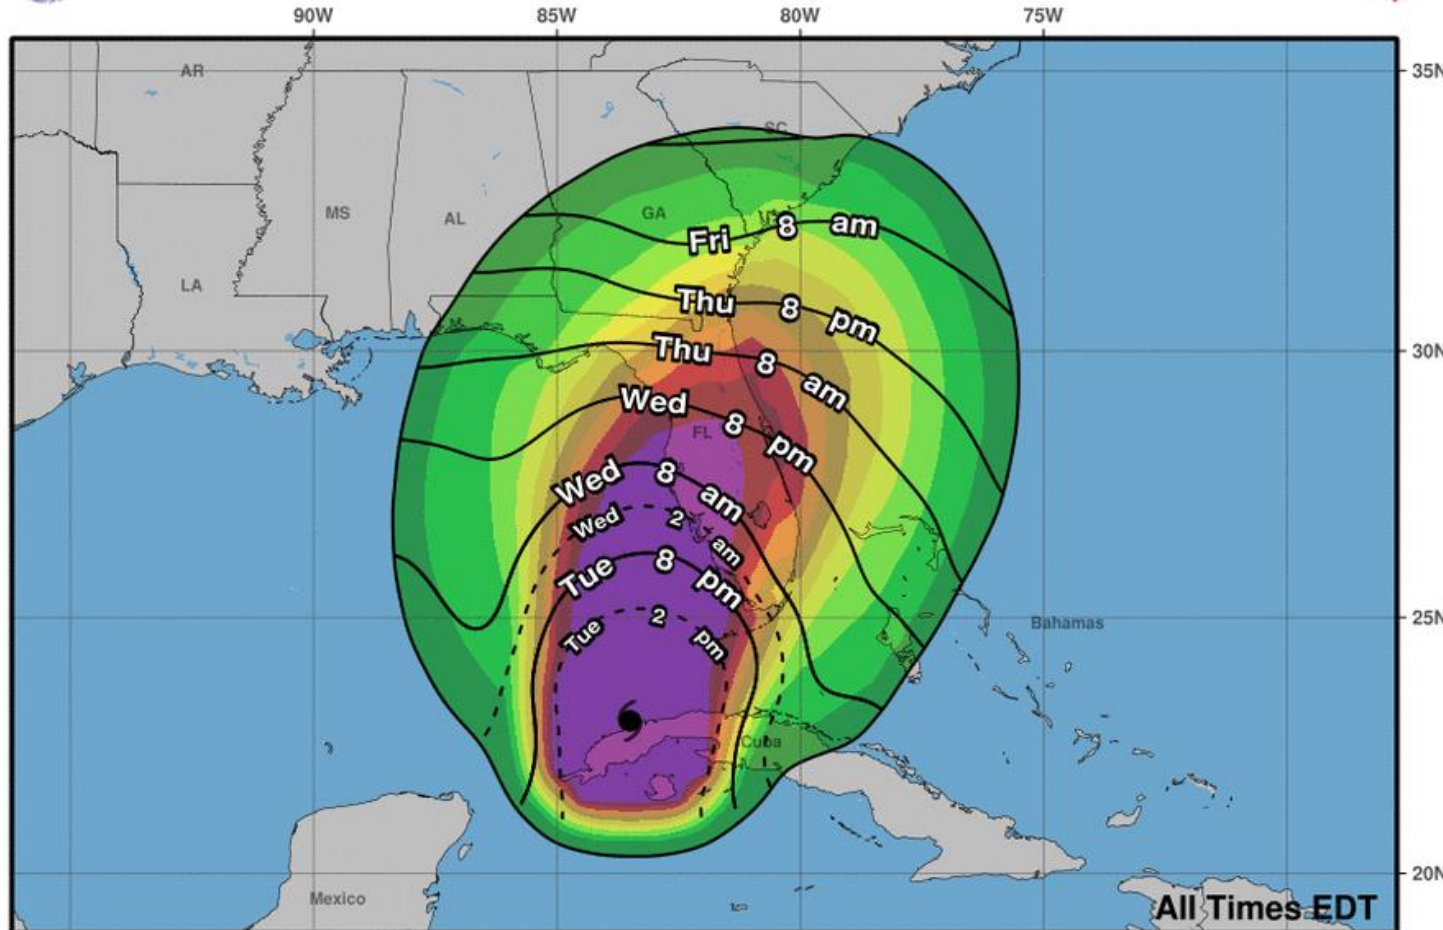 90W 85W 80W 75W
AR
35N
SC
MS AL GA
Fri 8 am
LA
Thu 8 pm
Thu 8 am
30N
Wed 8 pm
FL
Wed 8 am
Wed 2 am
Tue 8 pm
Tue 2 pm
25N
Bahamas
Cuba
20N
Mexico
All Times EDT